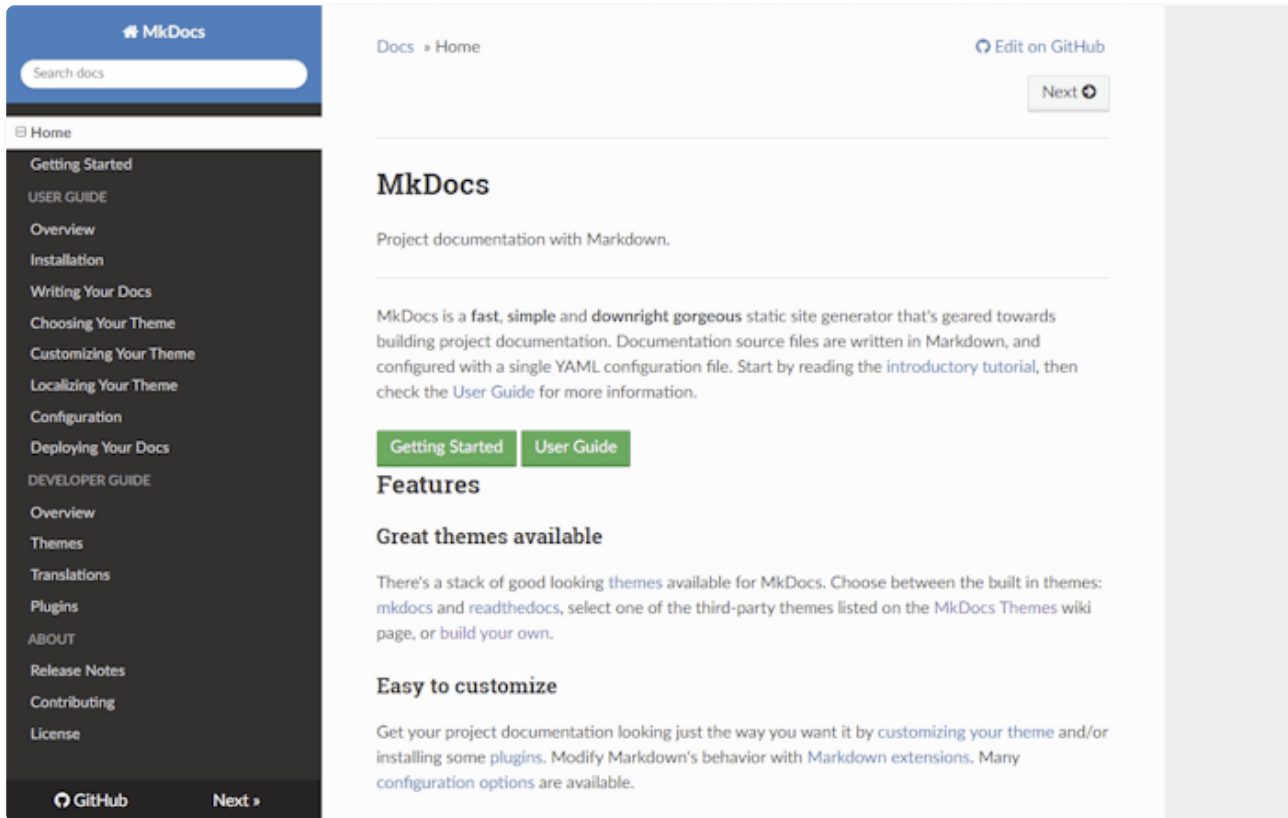 MkDocs
Search docs
Home
Getting Started
USER GUIDE
Overview
Installation
Writing Your Docs
Choosing Your Theme
Customizing Your Theme
Localizing Your Theme
Configuration
Deploying Your Docs
DEVELOPER GUIDE
Overview
Themes
Translations
Plugins
ABOUT
Release Notes
Contributing
License
GitHub Next »
Docs » Home Edit on GitHub
Next
MkDocs
Project documentation with Markdown.
MkDocs is a fast, simple and downright gorgeous static site generator that's geared towards
building project documentation. Documentation source files are written in Markdown, and
configured with a single YAML configuration file. Start by reading the introductory tutorial, then
check the User Guide for more information.
Getting Started User Guide
Features
Great themes available
There's a stack of good looking themes available for MkDocs. Choose between the built in themes:
mkdocs and readthedocs, select one of the third-party themes listed on the MkDocs Themes wiki
page, or build your own.
Easy to customize
Get your project documentation looking just the way you want it by customizing your theme and/or
installing some plugins. Modify Markdown's behavior with Markdown extensions. Many
configuration options are available.